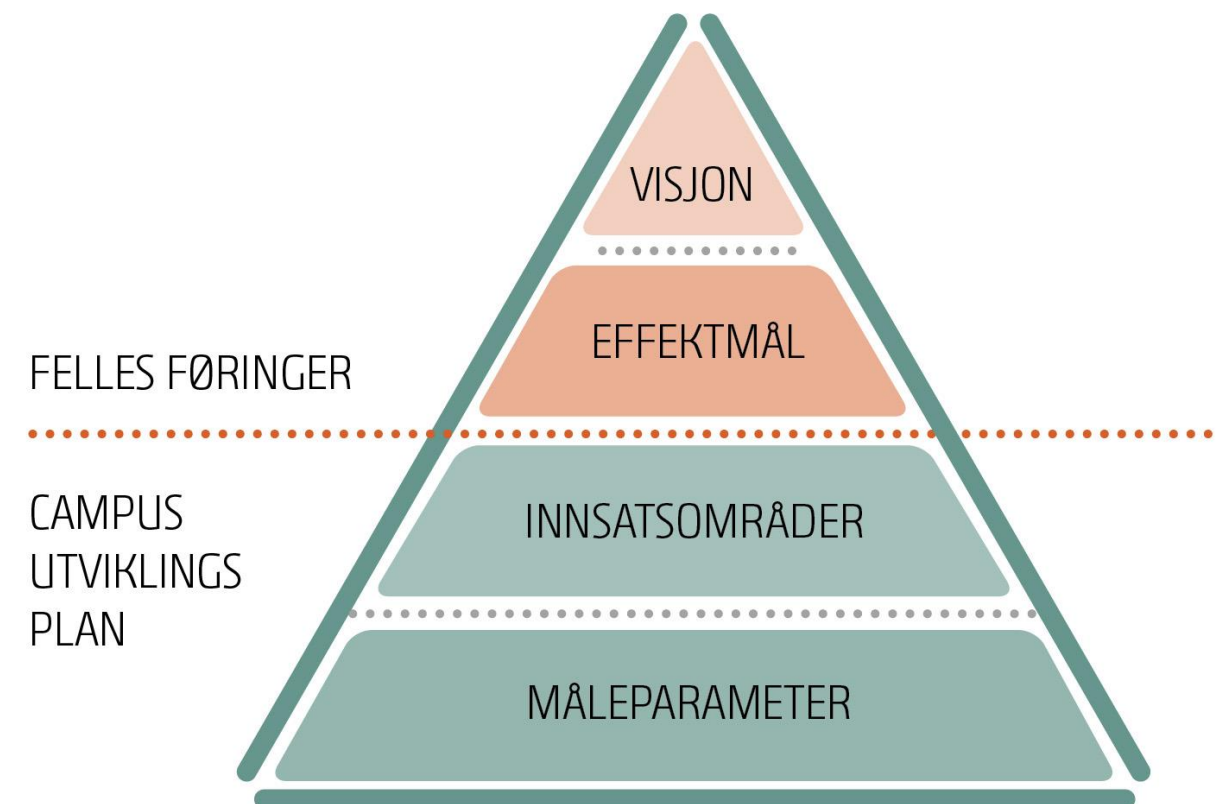 VISJON
EFFEKTMÅL
FELLES FØRINGER
CAMPUS
UTVIKLINGS
PLAN
INNSATSOMRÅDER
MÅLEPARAMETER